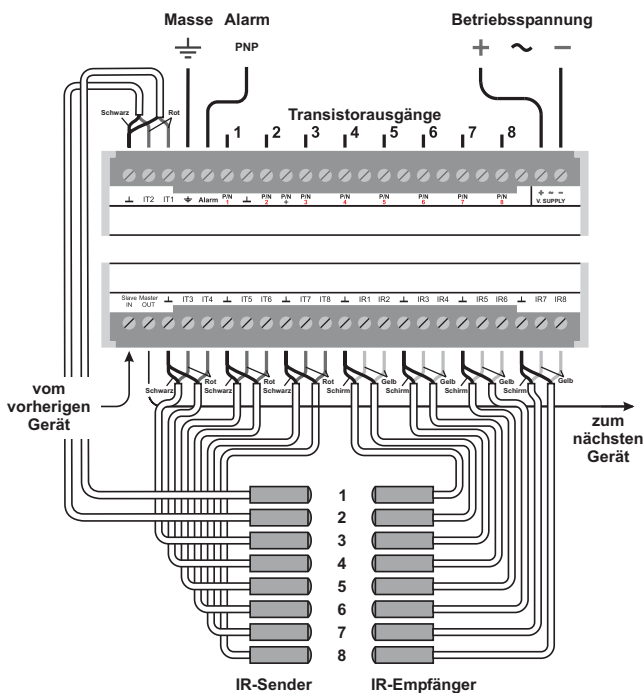 Masse Alarm Betriebsspannung
PNP + ~ −
Schwarz Rot
Transistorausgänge
1 2 3 4 5 6 7 8
⊥ IT2 IT1 ⏚ Alarm P/N 1 ⊥ P/N 2 P/N + P/N 3 P/N 4 P/N 5 P/N 6 P/N 7 P/N 8 + ~ −
V. SUPPLY
Slave IN Master OUT ⊥ IT3 IT4 ⊥ IT5 IT6 ⊥ IT7 IT8 ⊥ IR1 IR2 ⊥ IR3 IR4 ⊥ IR5 IR6 ⊥ IR7 IR8
Schwarz Rot Schwarz Rot Schwarz Rot Schirm Gelb Schirm Gelb Schirm Gelb Schirm Gelb
vom
vorherigen
Gerät
zum
nächsten
Gerät
1
2
3
4
5
6
7
8
IR-Sender IR-Empfänger